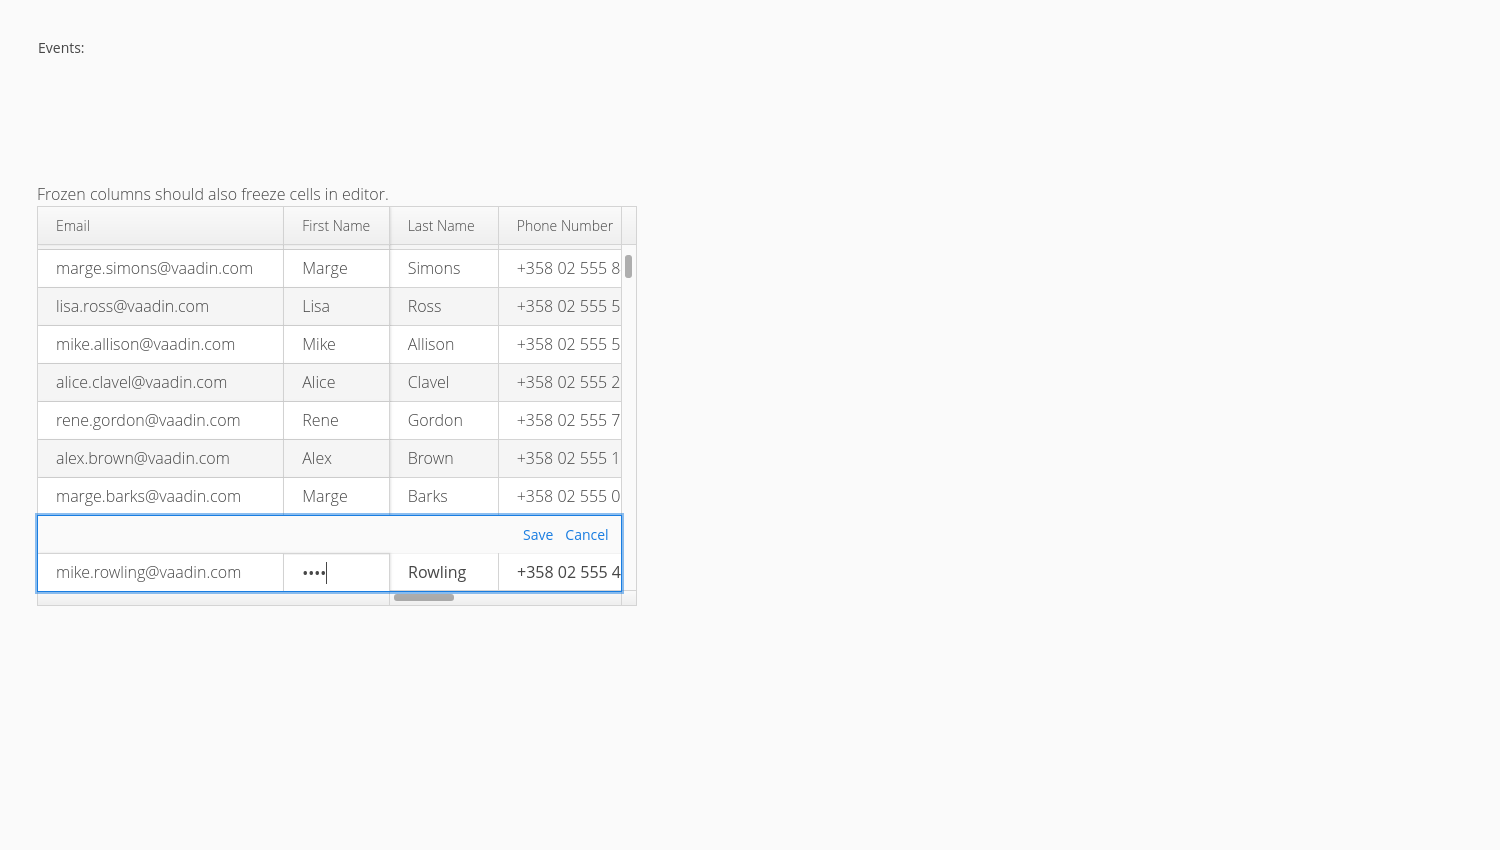 Events:
Frozen columns should also freeze cells in editor.
Email First Name Last Name Phone Number
marge.simons@vaadin.com Marge Simons +358 02 555 8
lisa.ross@vaadin.com Lisa Ross +358 02 555 5
mike.allison@vaadin.com Mike Allison +358 02 555 5
alice.clavel@vaadin.com Alice Clavel +358 02 555 2
rene.gordon@vaadin.com Rene Gordon +358 02 555 7
alex.brown@vaadin.com Alex Brown +358 02 555 1
marge.barks@vaadin.com Marge Barks +358 02 555 0
Save Cancel
mike.rowling@vaadin.com •••• Rowling +358 02 555 4